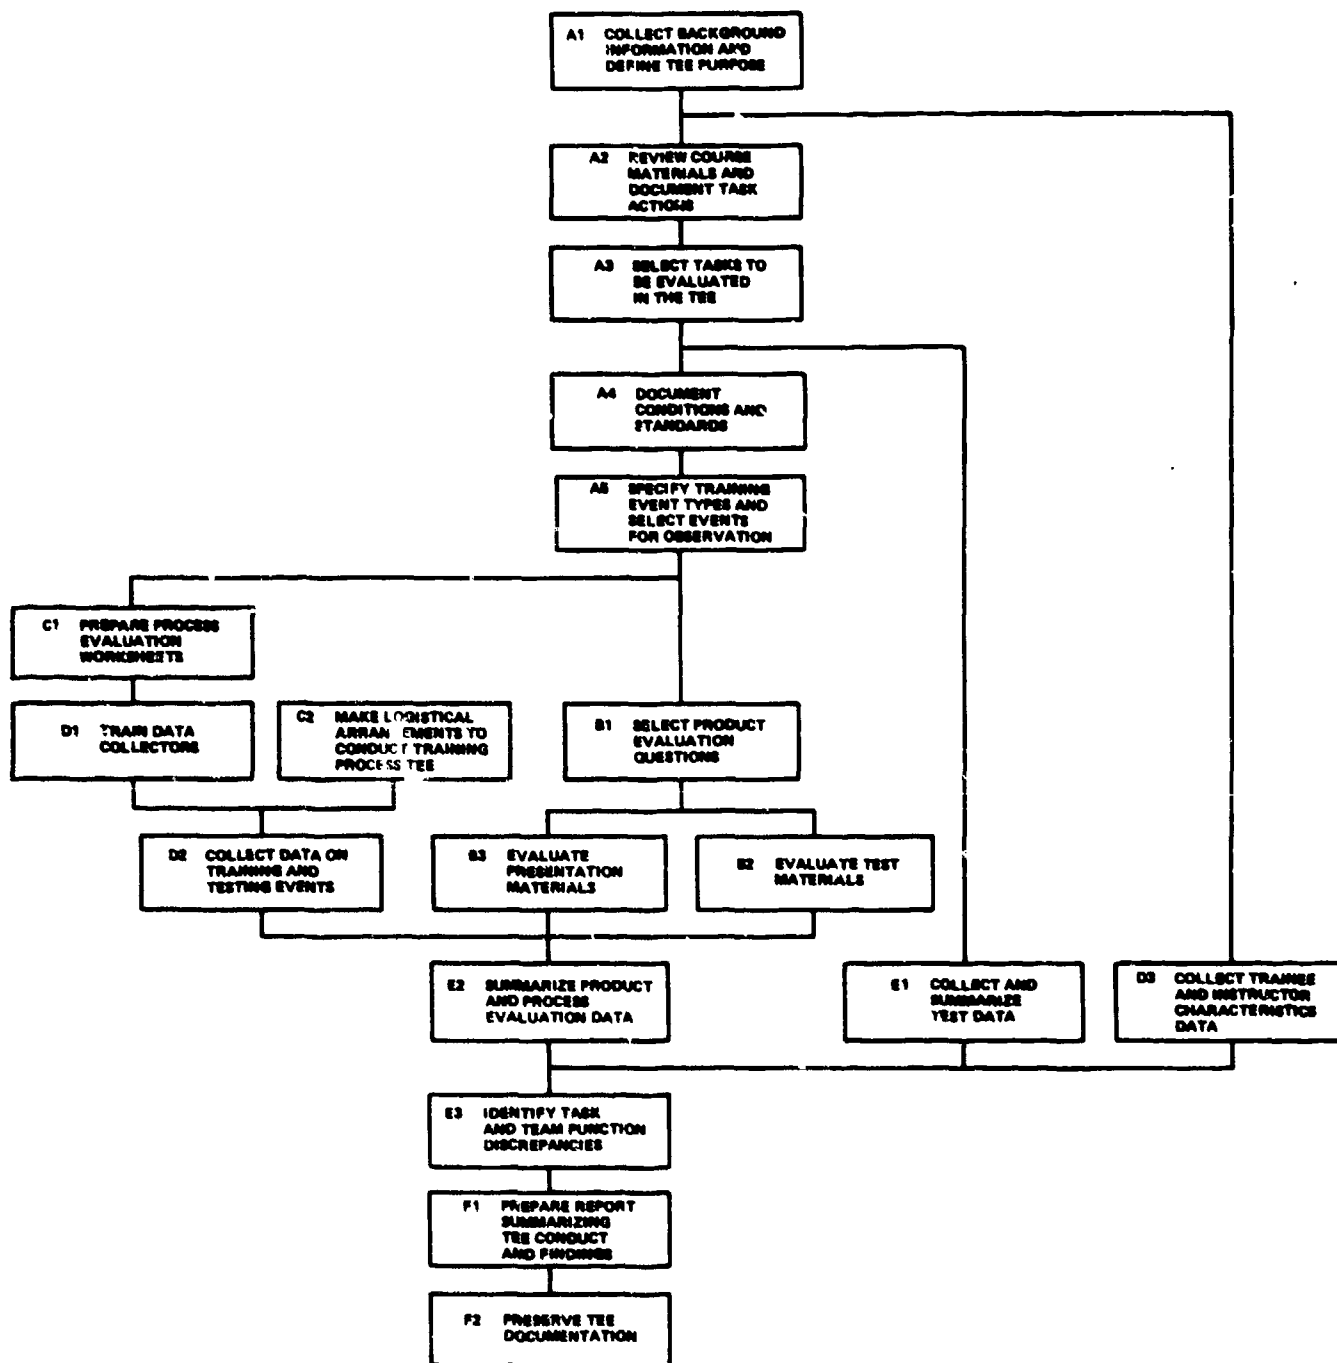 A1 COLLECT BACKGROUND
INFORMATION AND
DEFINE TEE PURPOSE
A2 REVIEW COURSE
MATERIALS AND
DOCUMENT TASK
ACTIONS
A3 SELECT TASKS TO
BE EVALUATED
IN THE TEE
A4 DOCUMENT
CONDITIONS AND
STANDARDS
A5 SPECIFY TRAINING
EVENT TYPES AND
SELECT EVENTS
FOR OBSERVATION
C1 PREPARE PROCESS
EVALUATION
WORKSHEETS
D1 TRAIN DATA
COLLECTORS
C2 MAKE LOGISTICAL
ARRANGEMENTS TO
CONDUCT TRAINING
PROCESS TEE
B1 SELECT PRODUCT
EVALUATION
QUESTIONS
D2 COLLECT DATA ON
TRAINING AND
TESTING EVENTS
B3 EVALUATE
PRESENTATION
MATERIALS
B2 EVALUATE TEST
MATERIALS
E2 SUMMARIZE PRODUCT
AND PROCESS
EVALUATION DATA
E1 COLLECT AND
SUMMARIZE
TEST DATA
D3 COLLECT TRAINEE
AND INSTRUCTOR
CHARACTERISTICS
DATA
E3 IDENTIFY TASK
AND TEAM FUNCTION
DISCREPANCIES
F1 PREPARE REPORT
SUMMARIZING
TEE CONDUCT
AND FINDINGS
F2 PRESERVE TEE
DOCUMENTATION